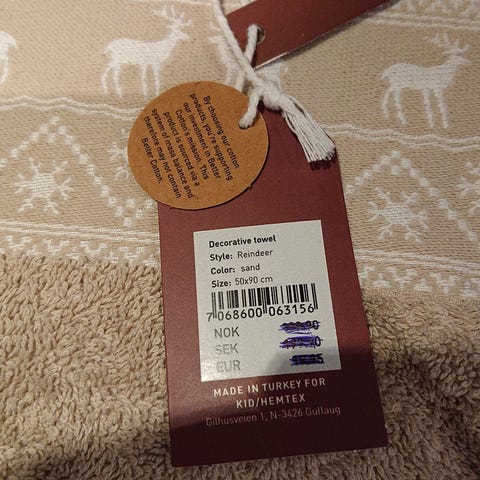 By choosing our cotton
products, you're supporting
our investment in Better
Cotton's mission. This
product is sourced via a
system of mass balance and
therefore may not contain
Better Cotton.
Decorative towel
Style: Reindeer
Color: sand
Size: 50x90 cm
7 068600 063156
NOK
SEK
EUR
MADE IN TURKEY FOR
KID/HEMTEX
Gilhusveien 1, N-3426 Gullaug